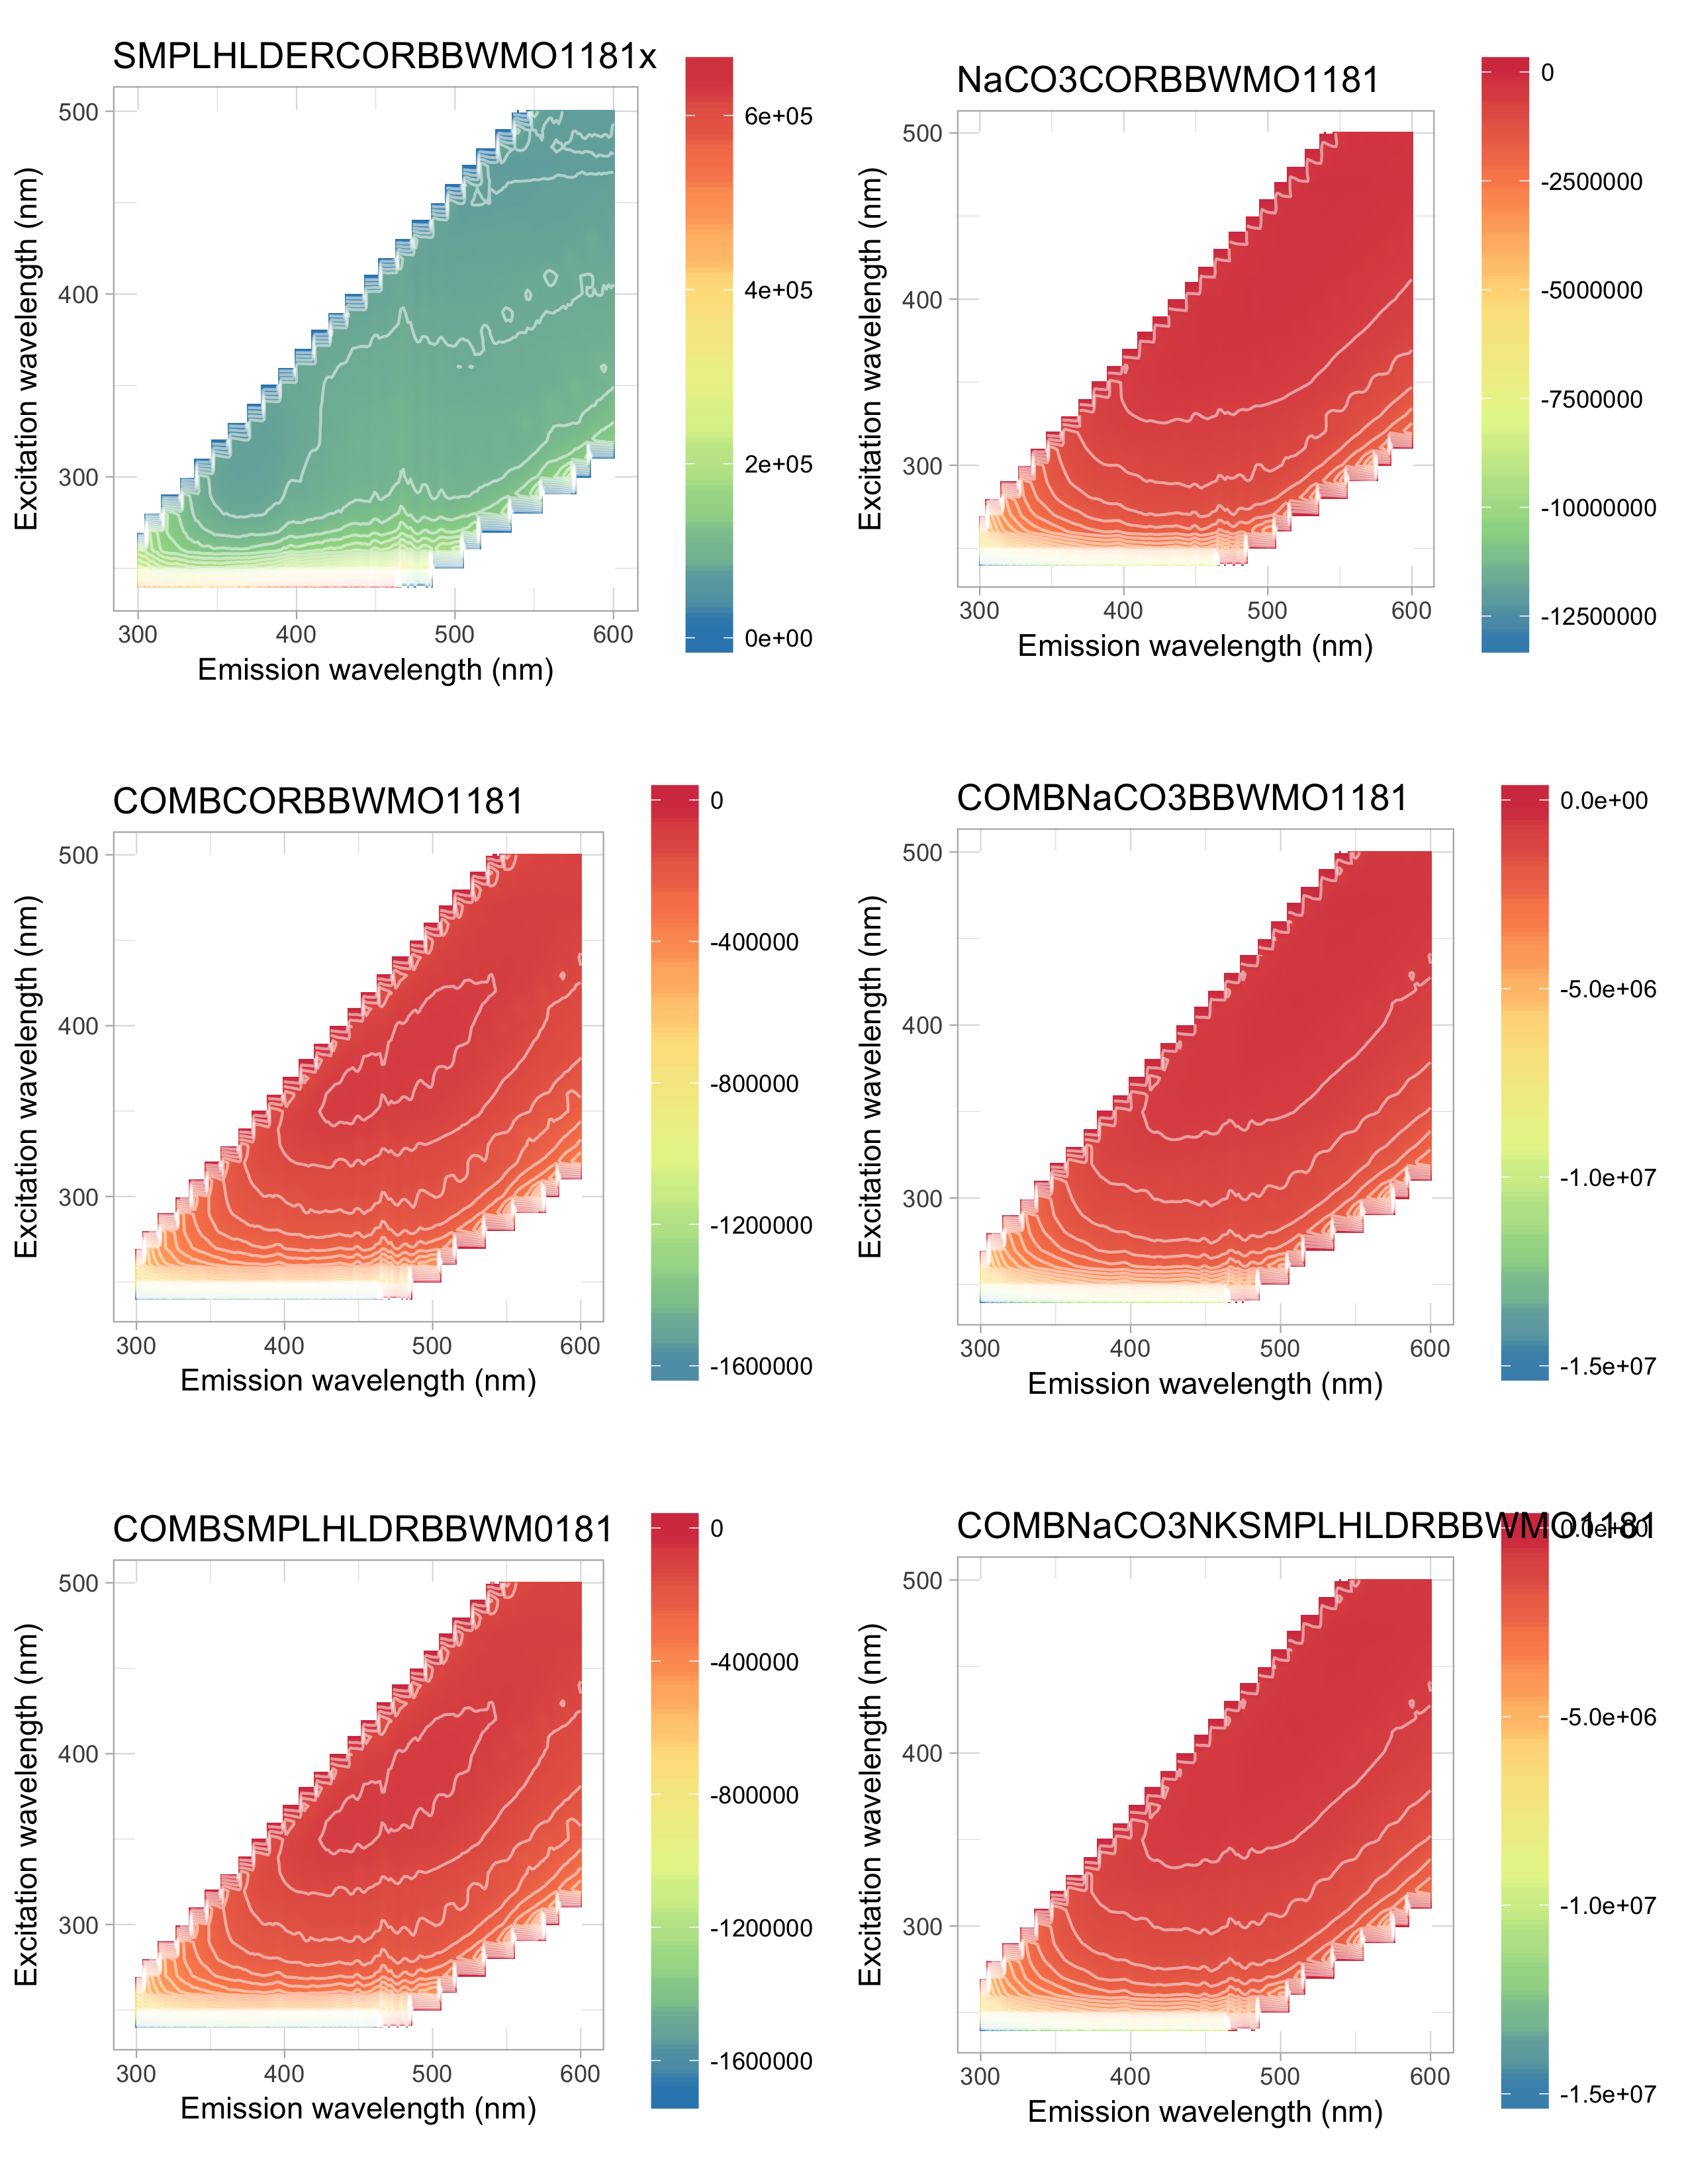 SMPLHLDERCORBBWMO1181x
Excitation wavelength (nm)
500
400
300
300 400 500 600
Emission wavelength (nm)
6e+05
4e+05
2e+05
0e+00
NaCO3CORBBWMO1181
Excitation wavelength (nm)
500
400
300
300 400 500 600
Emission wavelength (nm)
0
-2500000
-5000000
-7500000
-10000000
-12500000
COMBCORBBWMO1181
Excitation wavelength (nm)
500
400
300
300 400 500 600
Emission wavelength (nm)
0
-400000
-800000
-1200000
-1600000
COMBNaCO3BBWMO1181
Excitation wavelength (nm)
500
400
300
300 400 500 600
Emission wavelength (nm)
0.0e+00
-5.0e+06
-1.0e+07
-1.5e+07
COMBSMPLHLDRBBWM0181
Excitation wavelength (nm)
500
400
300
300 400 500 600
Emission wavelength (nm)
0
-400000
-800000
-1200000
-1600000
COMBNaCO3NKSMPLHLDRBBWMO1181
Excitation wavelength (nm)
500
400
300
300 400 500 600
Emission wavelength (nm)
0.0e+00
-5.0e+06
-1.0e+07
-1.5e+07